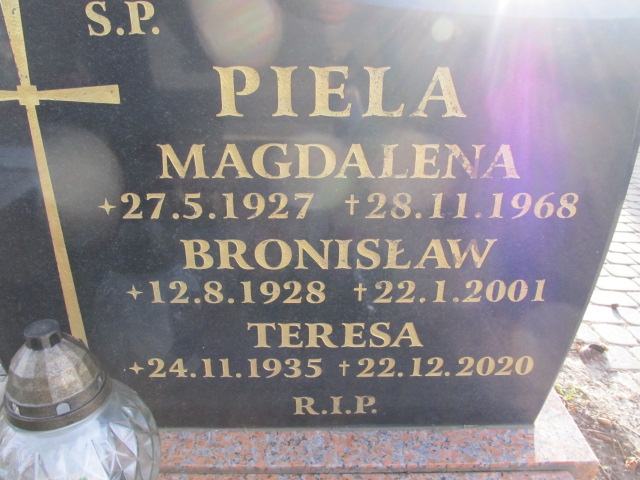 S.P.
PIELA
MAGDALENA
✦27.5.1927 †28.11.1968
BRONISŁAW
✦12.8.1928 †22.1.2001
TERESA
✦24.11.1935 †22.12.2020
R.I.P.